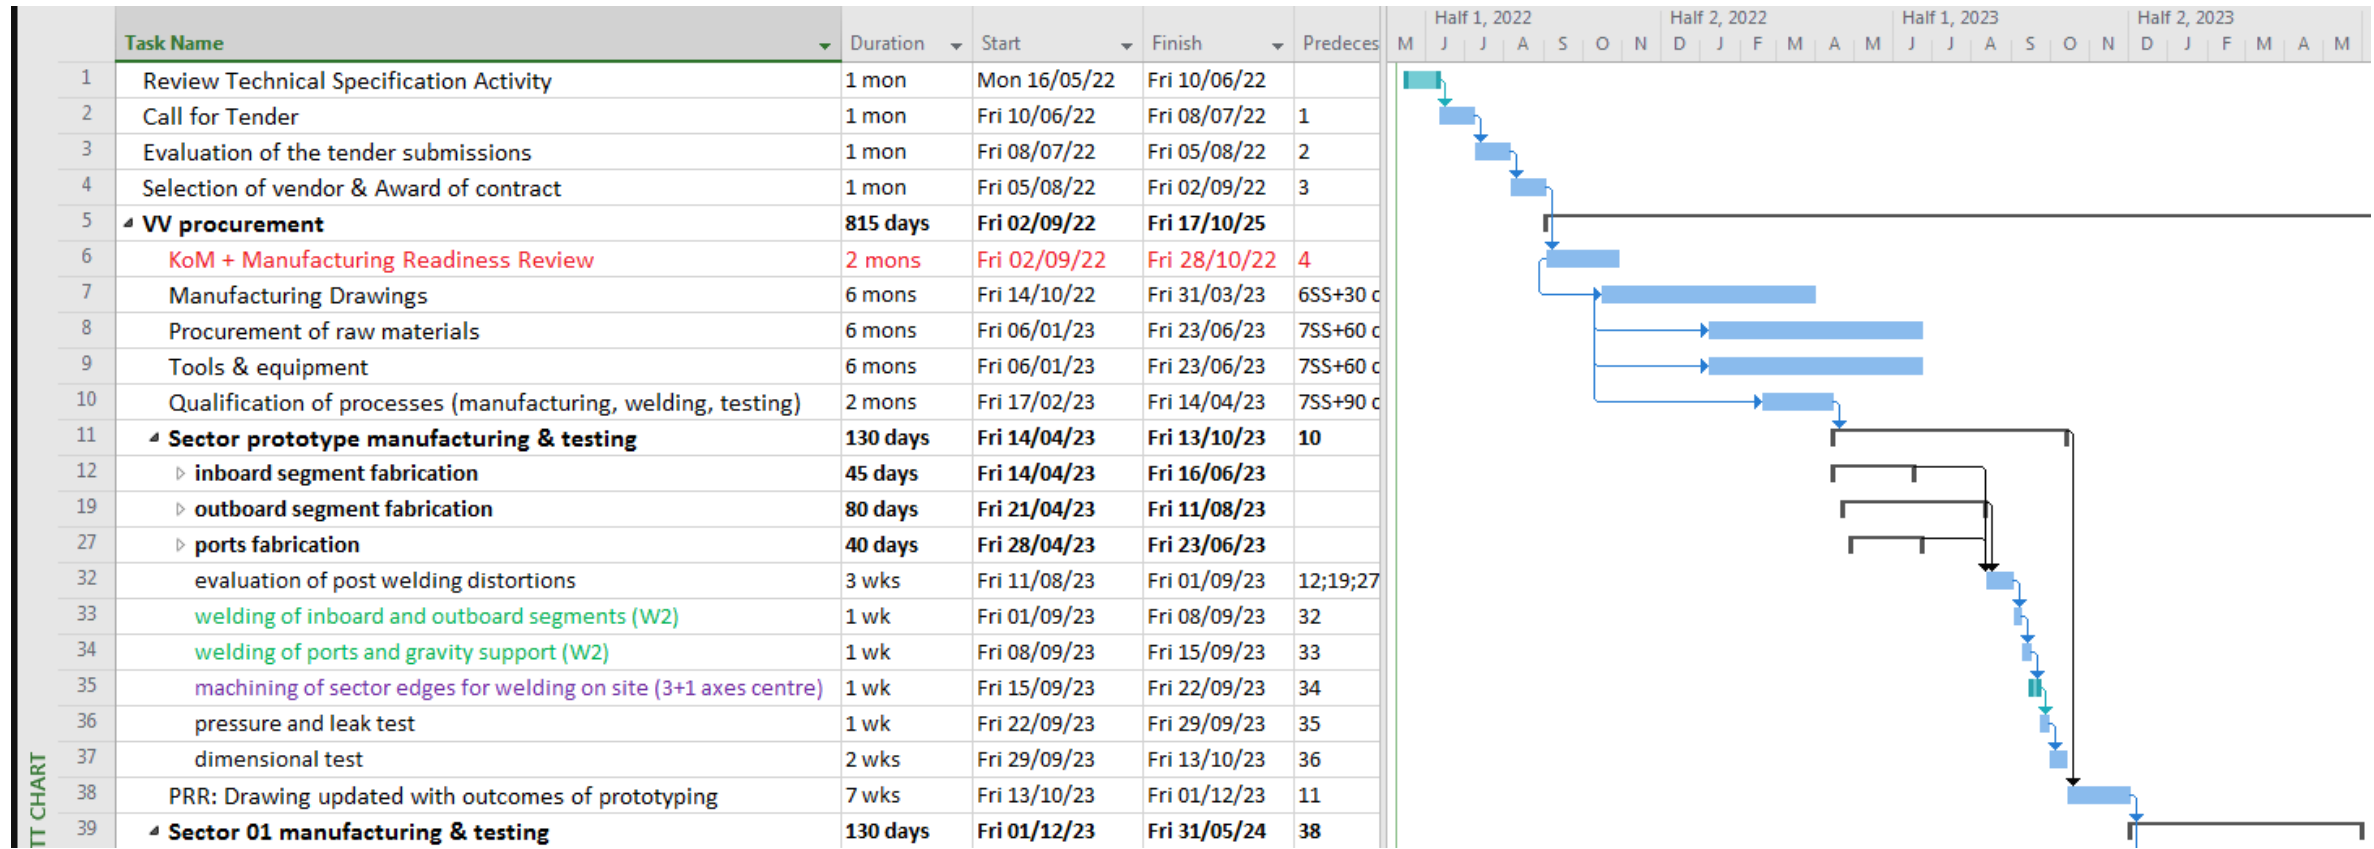 Half 1, 2022 Half 2, 2022 Half 1, 2023 Half 2, 2023
Task Name Duration Start Finish Predeces M J J A S O N D J F M A M J J A S O N D J F M A M
1 Review Technical Specification Activity 1 mon Mon 16/05/22 Fri 10/06/22
2 Call for Tender 1 mon Fri 10/06/22 Fri 08/07/22 1
3 Evaluation of the tender submissions 1 mon Fri 08/07/22 Fri 05/08/22 2
4 Selection of vendor & Award of contract 1 mon Fri 05/08/22 Fri 02/09/22 3
5 VV procurement 815 days Fri 02/09/22 Fri 17/10/25
6 KoM + Manufacturing Readiness Review 2 mons Fri 02/09/22 Fri 28/10/22 4
7 Manufacturing Drawings 6 mons Fri 14/10/22 Fri 31/03/23 6SS+30 d
8 Procurement of raw materials 6 mons Fri 06/01/23 Fri 23/06/23 7SS+60 d
9 Tools & equipment 6 mons Fri 06/01/23 Fri 23/06/23 7SS+60 d
10 Qualification of processes (manufacturing, welding, testing) 2 mons Fri 17/02/23 Fri 14/04/23 7SS+90 d
11 Sector prototype manufacturing & testing 130 days Fri 14/04/23 Fri 13/10/23 10
12 inboard segment fabrication 45 days Fri 14/04/23 Fri 16/06/23
19 outboard segment fabrication 80 days Fri 21/04/23 Fri 11/08/23
27 ports fabrication 40 days Fri 28/04/23 Fri 23/06/23
32 evaluation of post welding distortions 3 wks Fri 11/08/23 Fri 01/09/23 12;19;27
33 welding of inboard and outboard segments (W2) 1 wk Fri 01/09/23 Fri 08/09/23 32
34 welding of ports and gravity support (W2) 1 wk Fri 08/09/23 Fri 15/09/23 33
35 machining of sector edges for welding on site (3+1 axes centre) 1 wk Fri 15/09/23 Fri 22/09/23 34
36 pressure and leak test 1 wk Fri 22/09/23 Fri 29/09/23 35
37 dimensional test 2 wks Fri 29/09/23 Fri 13/10/23 36
38 PRR: Drawing updated with outcomes of prototyping 7 wks Fri 13/10/23 Fri 01/12/23 11
39 Sector 01 manufacturing & testing 130 days Fri 01/12/23 Fri 31/05/24 38
TT CHART